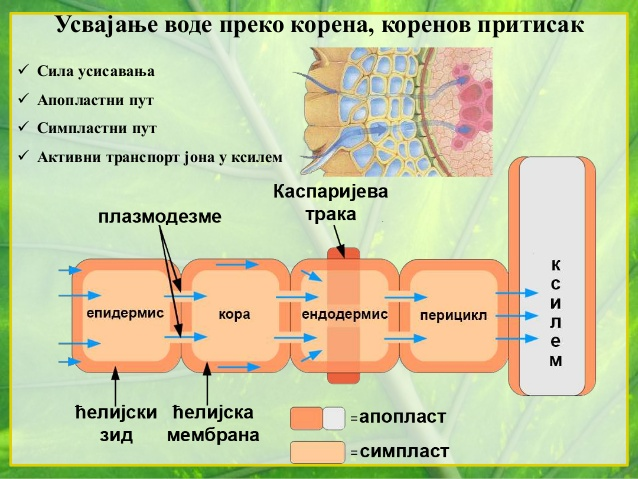 Усвајање воде преко корена, коренов притисак
✓ Сила усисавања
✓ Апопластни пут
✓ Симпластни пут
✓ Активни транспорт јона у ксилем
Каспаријева
трака
плазмодезме
епидермис
кора
ендодермис
перицикл
ксилем
ћелијски
зид
ћелијска
мембрана
=апопласт
=симпласт